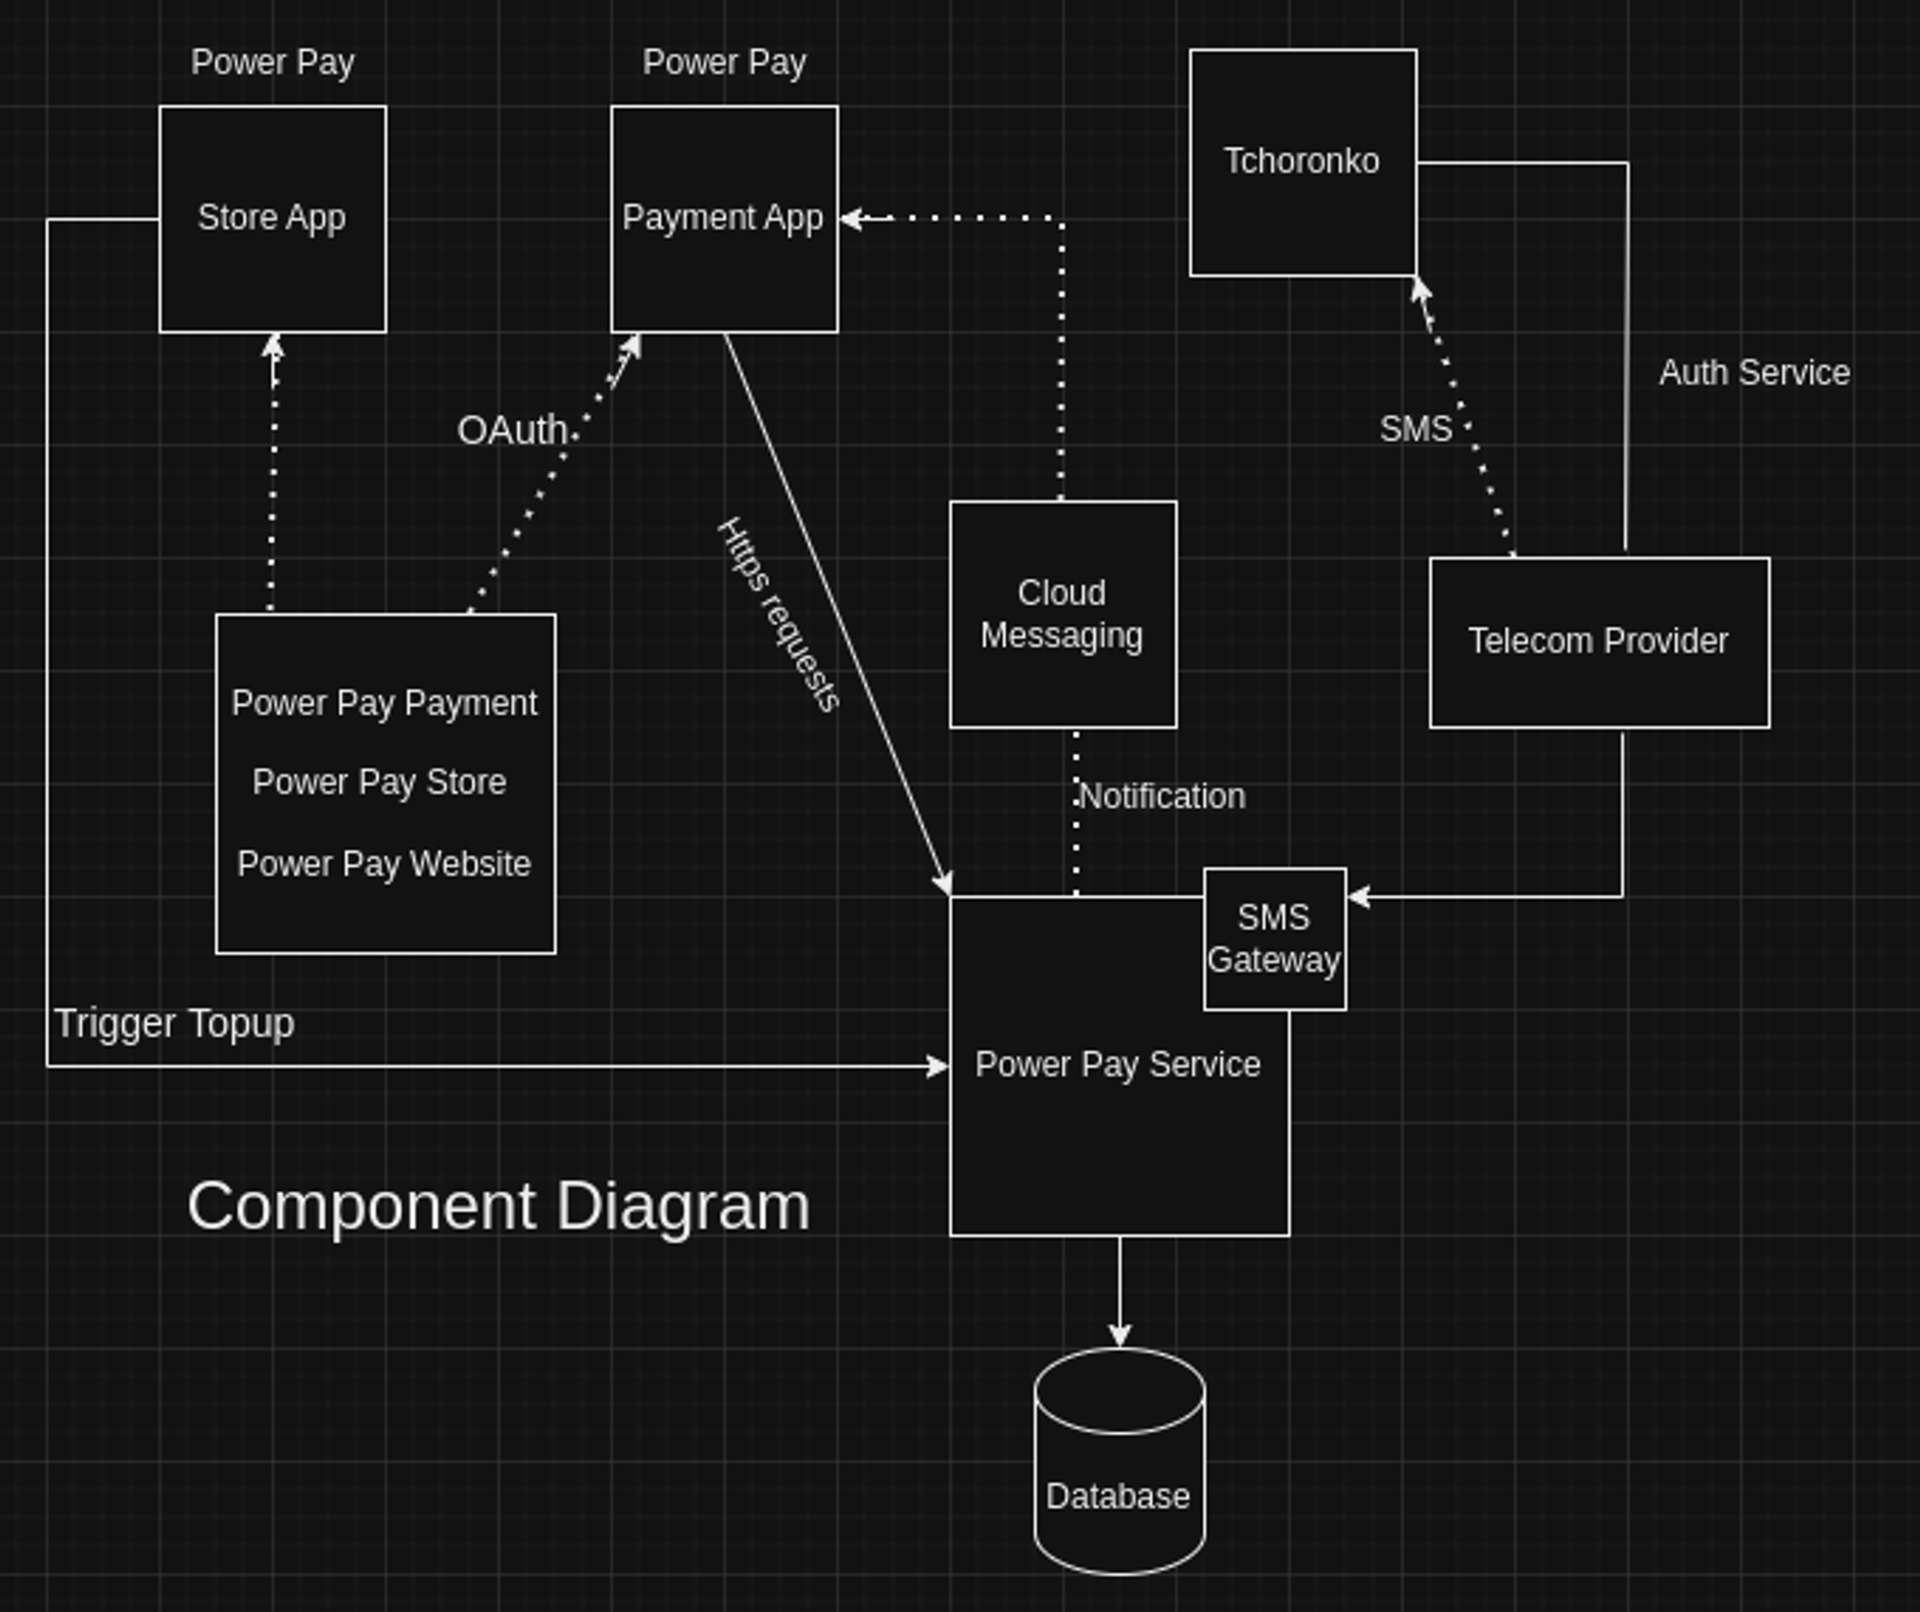 Power Pay
Power Pay
Tchoronko
Store App
Payment App
Auth Service
OAuth
SMS
Https requests
Cloud
Messaging
Telecom Provider
Power Pay Payment
Power Pay Store
Power Pay Website
Notification
SMS
Gateway
Trigger Topup
Power Pay Service
Component Diagram
Database